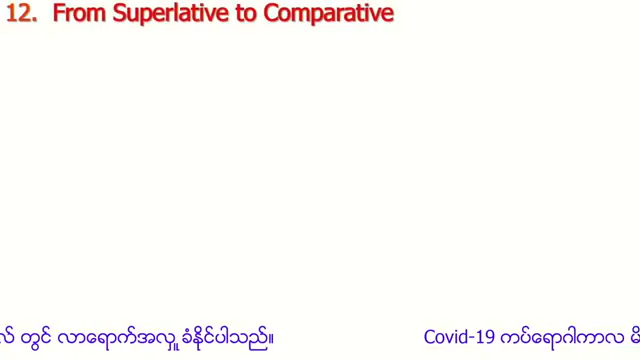 12. From Superlative to Comparative
တွင် လာရောက်အလှူ ခံနိုင်ပါသည်။ Covid-19 ကပ်ရောဂါကာလ